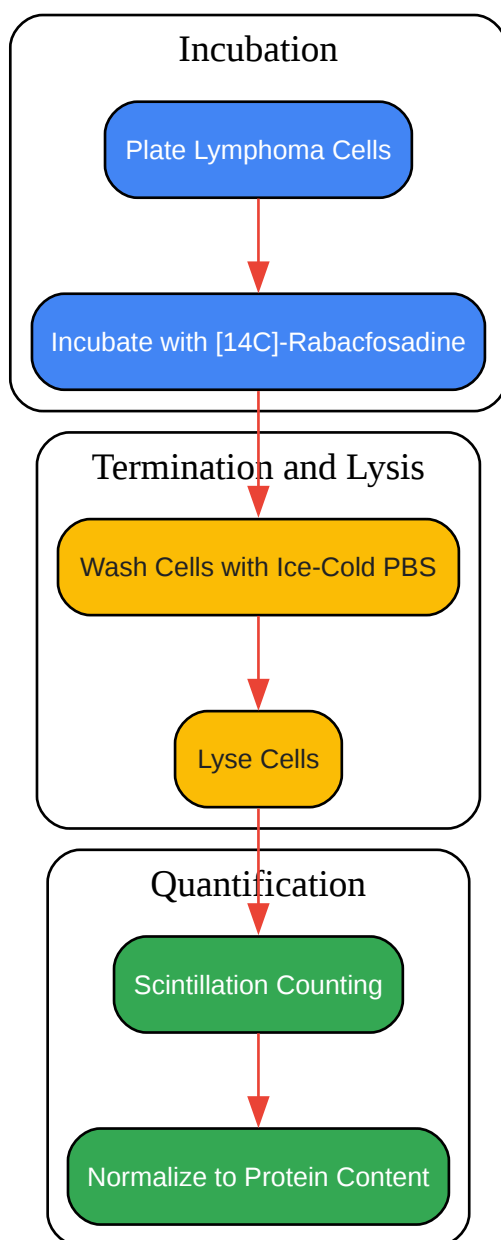 Incubation
Plate Lymphoma Cells
Incubate with [14C]-Rabacfosadine
Termination and Lysis
Wash Cells with Ice-Cold PBS
Lyse Cells
Quantification
Scintillation Counting
Normalize to Protein Content